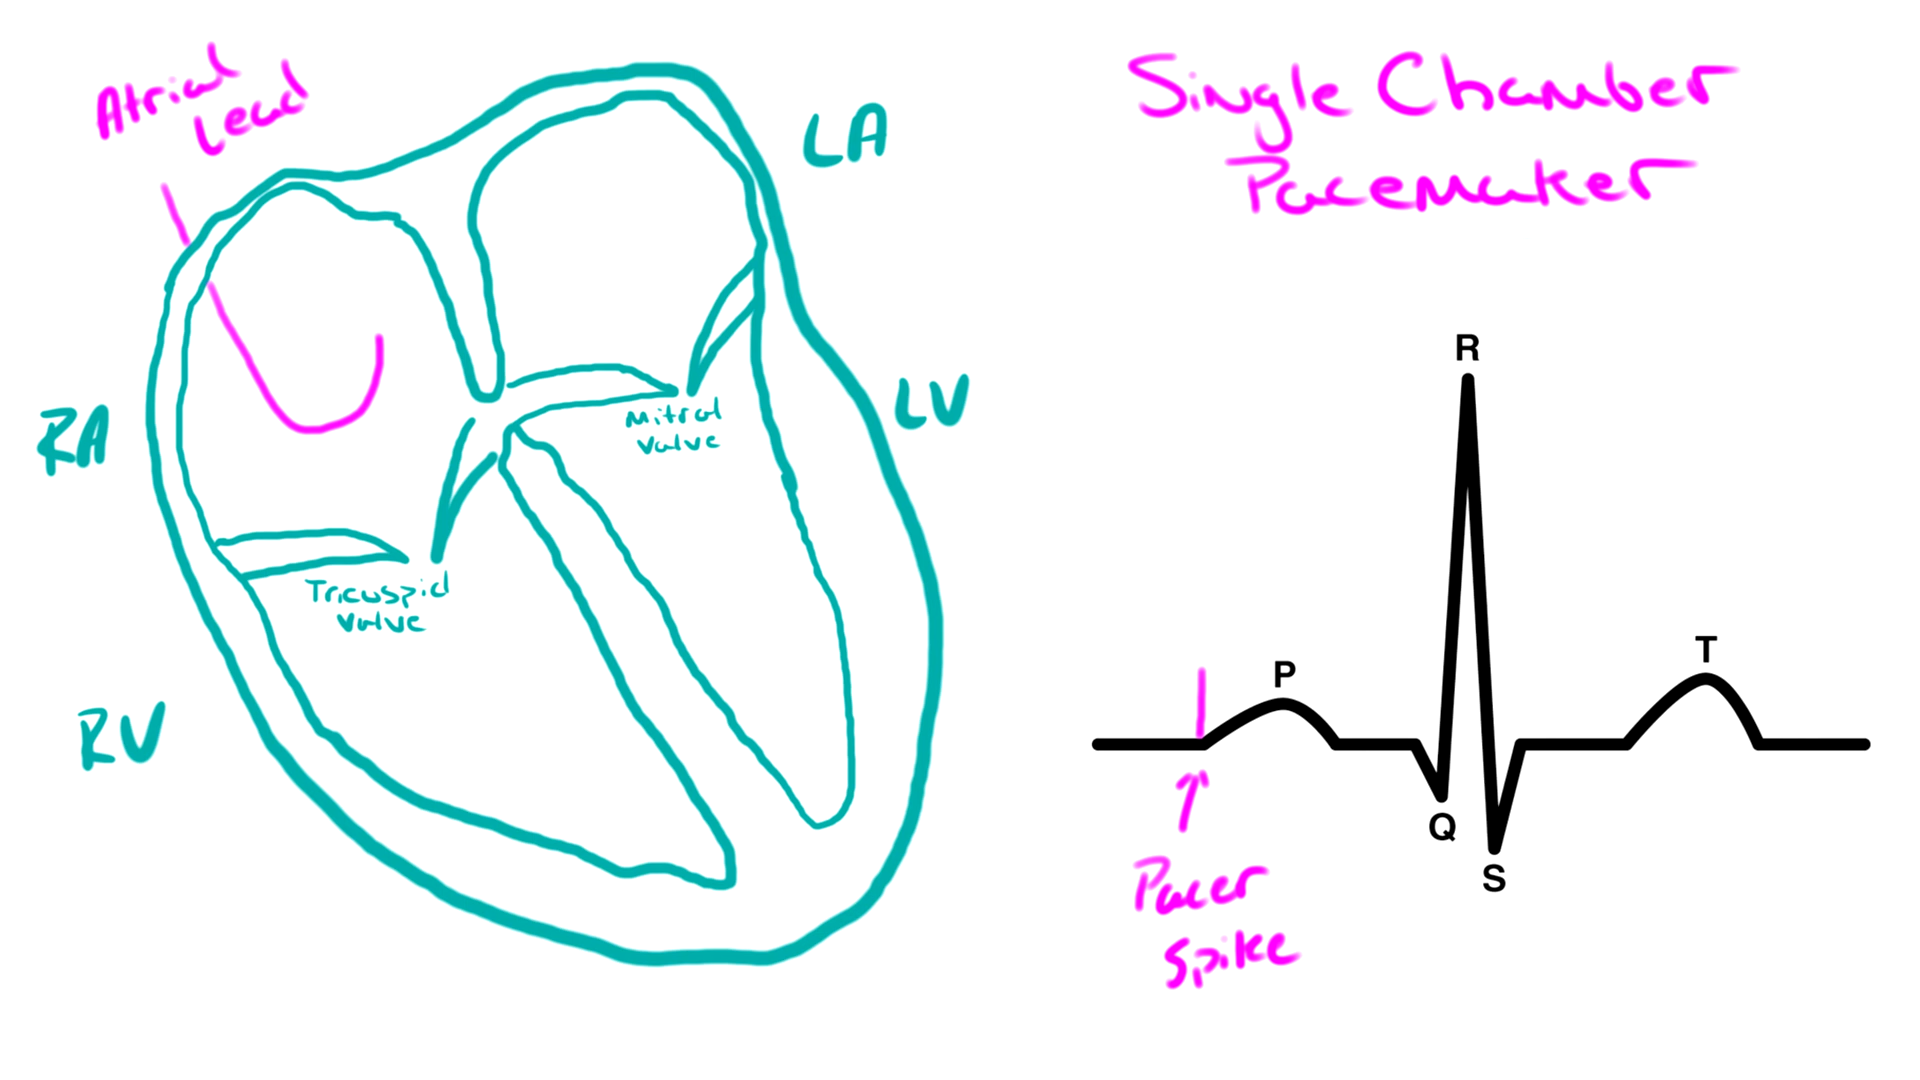 Atrial
Lead
LA
RA
LV
Mitral
Valve
Tricuspid
Valve
RV
Single Chamber
Pacemaker
R
P
T
Q
S
Pacer
Spike